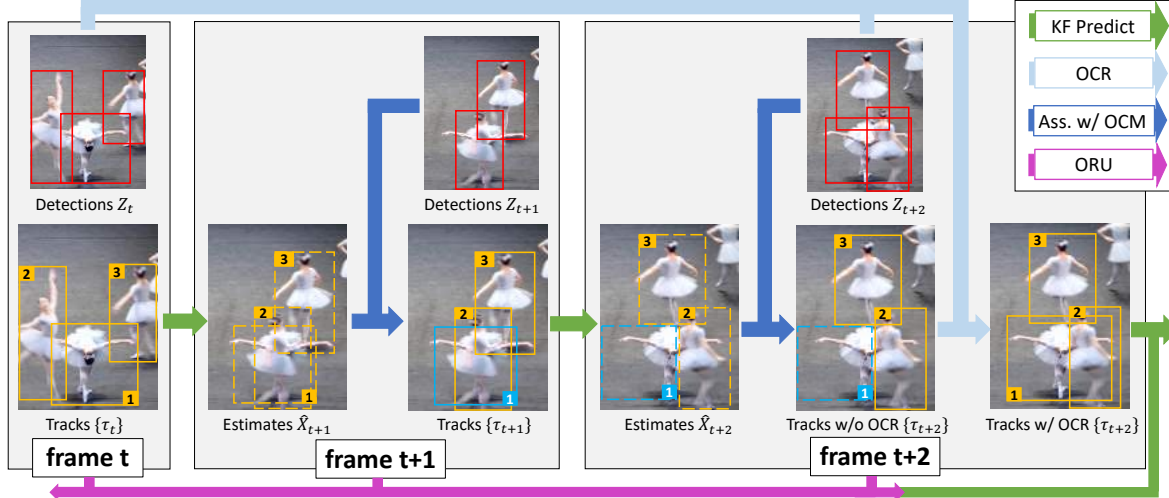 KF Predict
OCR
Ass. w/ OCM
ORU
Detections Z_t
Detections Z_{t+1}
Detections Z_{t+2}
2
3
1
3
2
1
3
2
1
3
2
1
3
2
1
3
2
1
Tracks {τ_t}
Estimates X̂_{t+1}
Tracks {τ_{t+1}}
Estimates X̂_{t+2}
Tracks w/o OCR {τ_{t+2}}
Tracks w/ OCR {τ_{t+2}}
frame t
frame t+1
frame t+2